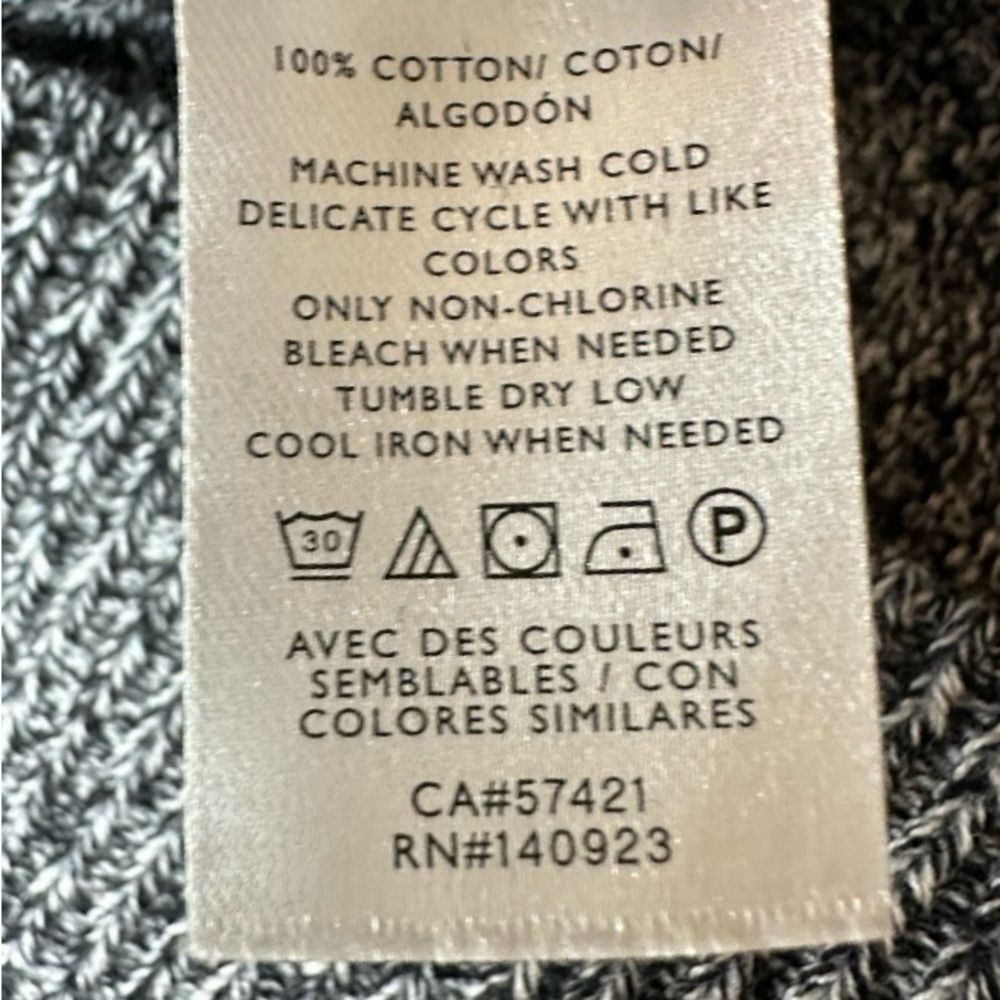 100% COTTON/ COTON/
ALGODÓN
MACHINE WASH COLD
DELICATE CYCLE WITH LIKE
COLORS
ONLY NON-CHLORINE
BLEACH WHEN NEEDED
TUMBLE DRY LOW
COOL IRON WHEN NEEDED
30 P
AVEC DES COULEURS
SEMBLABLES / CON
COLORES SIMILARES
CA#57421
RN#140923